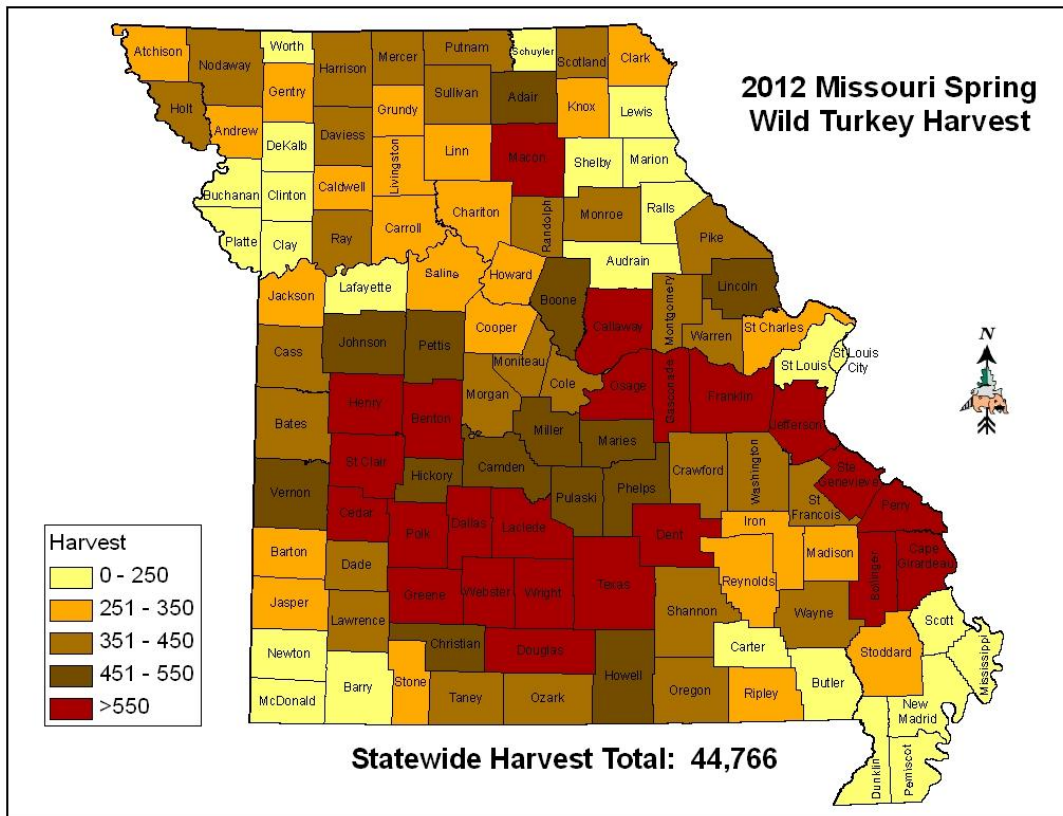 2012 Missouri Spring
Wild Turkey Harvest
Atchison
Nodaway
Worth
Harrison
Mercer
Putnam
Schuyler
Scotland
Clark
Holt
Gentry
Sullivan
Adair
Knox
Lewis
Andrew
Grundy
Daviess
DeKalb
Livingston
Linn
Macon
Shelby
Marion
Buchanan
Clinton
Caldwell
Chariton
Randolph
Monroe
Ralls
Platte
Clay
Ray
Carroll
Pike
Audrain
Saline
Howard
Jackson
Lafayette
Boone
Callaway
Montgomery
Lincoln
Cooper
Warren
St Charles
Johnson
Pettis
Cass
Moniteau
Cole
St Louis
St Louis
City
Osage
Gasconade
Franklin
Henry
Benton
Morgan
Jefferson
Bates
Miller
Maries
St Clair
Camden
Crawford
Washington
Ste
Genevieve
Hickory
Vernon
Pulaski
Phelps
St
Francois
Perry
Cedar
Polk
Dallas
Laclede
Dent
Iron
Barton
Madison
Bollinger
Cape
Girardeau
Dade
Reynolds
Texas
Jasper
Greene
Webster
Wright
Shannon
Wayne
Lawrence
Scott
Christian
Douglas
Carter
Stoddard
Mississippi
Newton
Howell
Barry
Stone
Butler
McDonald
Taney
Ozark
Oregon
Ripley
New
Madrid
Dunklin
Pemiscot
N
Harvest
0 - 250
251 - 350
351 - 450
451 - 550
>550
Statewide Harvest Total: 44,766